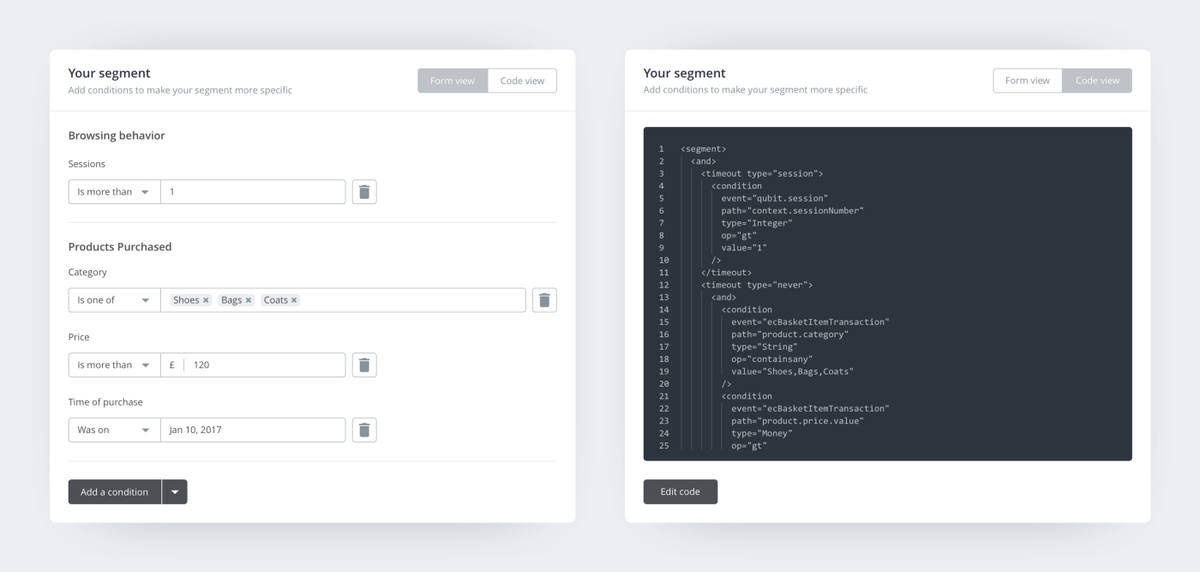 Your segment
Add conditions to make your segment more specific
Form view
Code view
Browsing behavior
Sessions
Is more than
1
Products Purchased
Category
Is one of
Shoes × Bags × Coats ×
Price
Is more than
£ | 120
Time of purchase
Was on
Jan 10, 2017
Add a condition
Your segment
Add conditions to make your segment more specific
Form view
Code view
1 <segment>
2 <and>
3 <timeout type="session">
4 <condition
5 event="qubit.session"
6 path="context.sessionNumber"
7 type="Integer"
8 op="gt"
9 value="1"
10 />
11 </timeout>
12 <timeout type="never">
13 <and>
14 <condition
15 event="ecBasketItemTransaction"
16 path="product.category"
17 type="String"
18 op="containsany"
19 value="Shoes,Bags,Coats"
20 />
21 <condition
22 event="ecBasketItemTransaction"
23 path="product.price.value"
24 type="Money"
25 op="gt"
Edit code